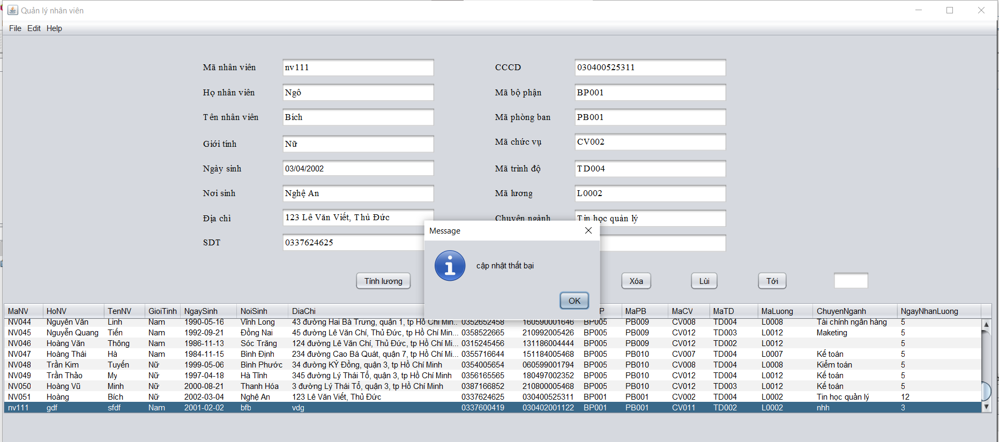 Quản lý nhân viên
File Edit Help
Mã nhân viên nv111 CCCD 030400525311
Họ nhân viên Ngô Mã bộ phận BP001
Tên nhân viên Bích Mã phòng ban PB001
Giới tính Nữ Mã chức vụ CV002
Ngày sinh 03/04/2002 Mã trình độ TD004
Nơi sinh Nghệ An Mã lương L0002
Địa chỉ 123 Lê Văn Viết, Thủ Đức Chuyên ngành Tin học quản lý
SDT 0337624625
Message
cập nhật thất bại
OK
Tính lương Xóa Lùi Tới
MaNV HoNV TenNV GioiTinh NgaySinh NoiSinh DiaChi P MaPB MaCV MaTD MaLuong ChuyenNganh NgayNhanLuong
NV044 Nguyễn Văn Linh Nam 1990-05-16 Vĩnh Long 43 đường Hai Bà Trưng, quận 1, tp Hồ Chí Min... 0352652458 160590001646 BP005 PB009 CV008 TD004 L0008 Tài chính ngân hàng 5
NV045 Nguyễn Quang Tiến Nam 1992-09-21 Đồng Nai 45 đường Lê Văn Chí, Thủ Đức, tp Hồ Chí Min... 0358522665 210992005426 BP005 PB009 CV012 TD003 L0012 Maketing 5
NV046 Hoàng Văn Thông Nam 1986-11-13 Sóc Trăng 124 đường Lê Văn Chí, Thủ Đức, tp Hồ Chí Mi... 0315245456 131186004444 BP005 PB009 CV012 TD002 L0012 5
NV047 Hoàng Thái Hà Nam 1984-11-15 Bình Định 234 đường Cao Bá Quát, quận 7, tp Hồ Chí Mi... 0355716644 151184005468 BP005 PB010 CV007 TD004 L0007 Kế toán 5
NV048 Trần Kim Tuyến Nữ 1999-05-06 Bình Phước 34 đường KỲ Đồng, quận 3, tp Hồ Chí Minh 0354005654 060599001794 BP005 PB010 CV008 TD004 L0008 Kiểm toán 5
NV049 Trần Thảo My Nữ 1997-04-18 Hà Tĩnh 345 đường Lý Thái Tổ, quận 3, tp Hồ Chí Minh 0356165565 180497002352 BP005 PB010 CV012 TD004 L0012 Kế toán 5
NV050 Hoàng Vũ Minh Nữ 2000-08-21 Thanh Hóa 3 đường Lý Thái Tổ, quận 3, tp Hồ Chí Minh 0387166852 210800005468 BP005 PB010 CV012 TD003 L0012 Kế toán 5
NV051 Hoàng Bích Nữ 2002-03-04 Nghệ An 123 Lê Văn Viết, Thủ Đức 0337624625 030400525311 BP001 PB001 CV002 TD004 L0002 Tin học quản lý 12
nv111 gdf sfdf Nam 2001-02-02 bfb vdg 0337600419 030402001122 BP001 PB001 CV011 TD002 L0002 nhh 3